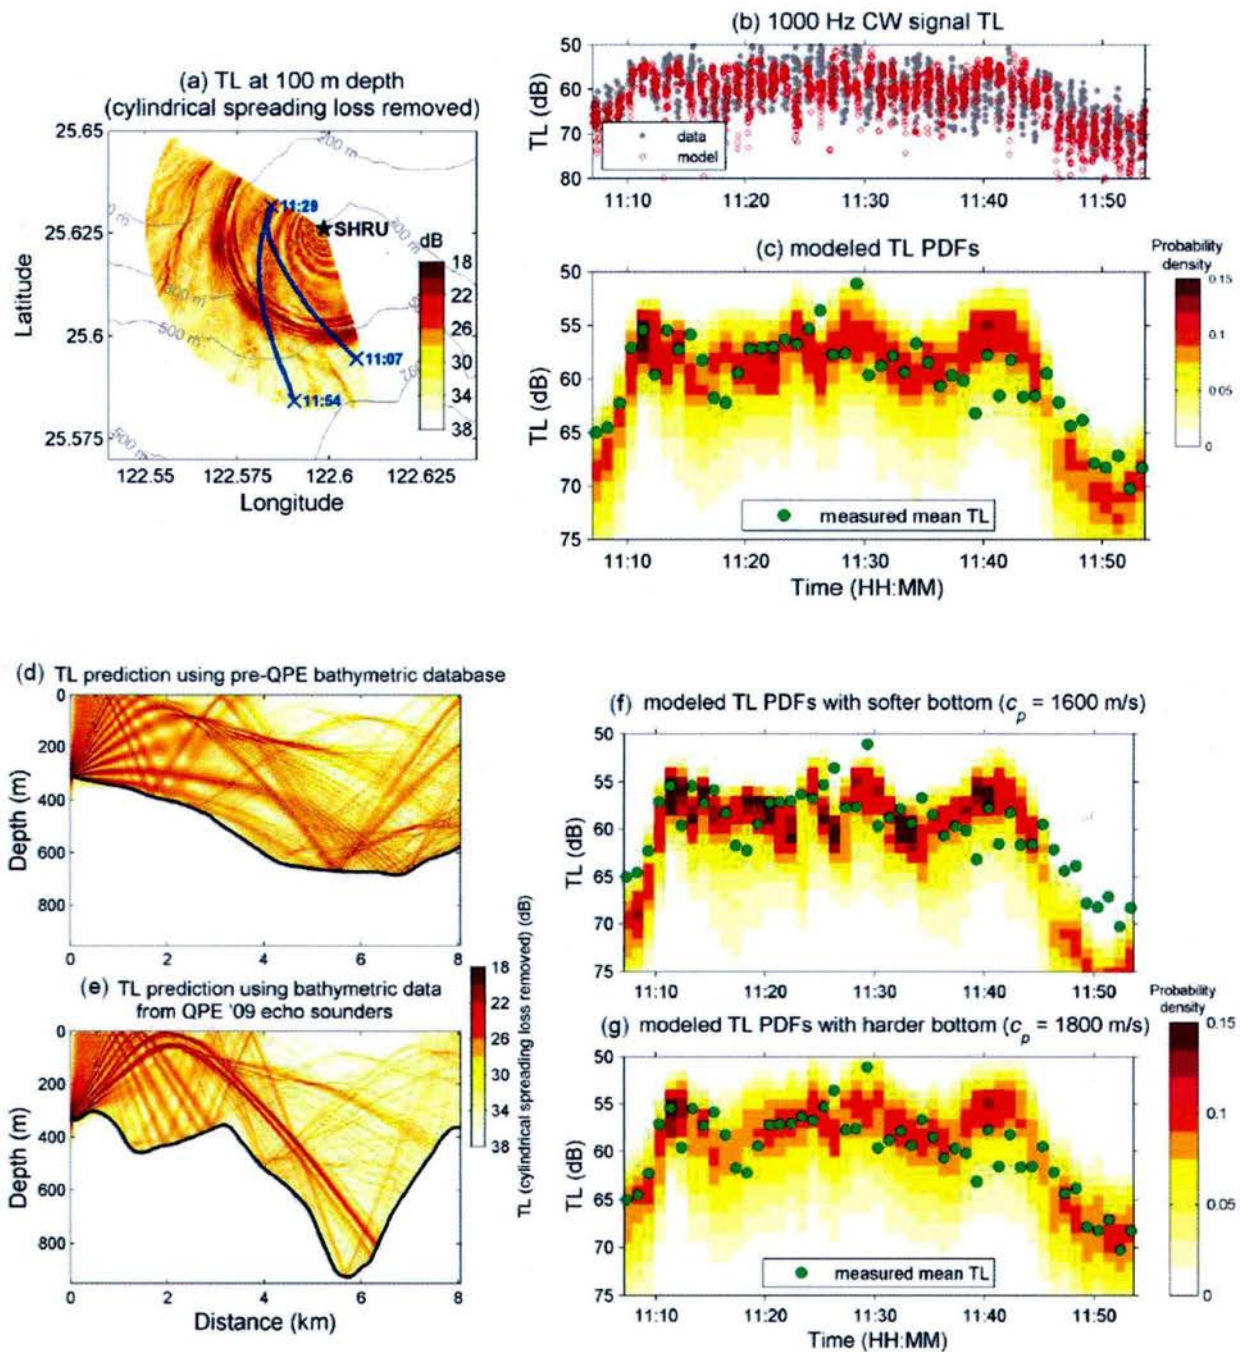 (a) TL at 100 m depth
(cylindrical spreading loss removed)
25.65
25.625
25.6
25.575
Latitude
200 m
300 m
500 m
500 m
11:29
SHRU
11:07
11:54
dB
18
22
26
30
34
38
122.55
122.575
122.6
122.625
Longitude
(b) 1000 Hz CW signal TL
50
60
70
80
TL (dB)
data
model
11:10
11:20
11:30
11:40
11:50
(c) modeled TL PDFs
50
55
60
65
70
75
TL (dB)
measured mean TL
11:10
11:20
11:30
11:40
11:50
Time (HH:MM)
Probability
density
0.15
0.1
0.05
0
(d) TL prediction using pre-QPE bathymetric database
0
200
400
600
800
Depth (m)
0
2
4
6
8
(e) TL prediction using bathymetric data
from QPE '09 echo sounders
0
200
400
600
800
Depth (m)
0
2
4
6
8
Distance (km)
18
22
26
30
34
38
TL (cylindrical spreading loss removed) (dB)
(f) modeled TL PDFs with softer bottom (cp = 1600 m/s)
50
55
60
65
70
75
TL (dB)
11:10
11:20
11:30
11:40
11:50
(g) modeled TL PDFs with harder bottom (cp = 1800 m/s)
50
55
60
65
70
75
TL (dB)
measured mean TL
11:10
11:20
11:30
11:40
11:50
Time (HH:MM)
Probability
density
0.15
0.1
0.05
0